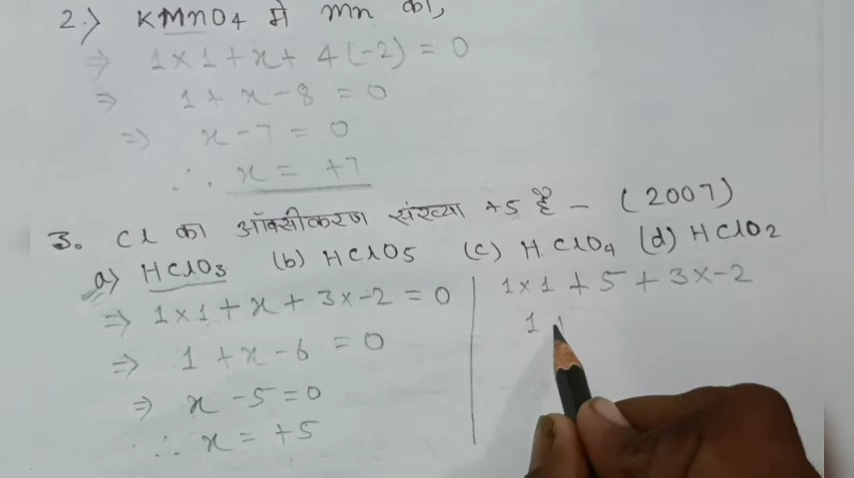 2.) KMnO4 मे mn का,
⇒ 1×1+x+ 4(-2) = 0
⇒ 1 + x - 8 = 0
⇒ x - 7 = 0
∴ x = +7
3. Cl का ऑक्सीकरण संख्या +5 है - (2007)
a) HClO3 (b) HClO5 (c) HClO4 (d) HClO2
⇒ 1×1+x+3×-2 = 0
⇒ 1 +x-6 = 0
⇒ x -5 = 0
∴ x = +5
1×1 +5 +3×-2
1